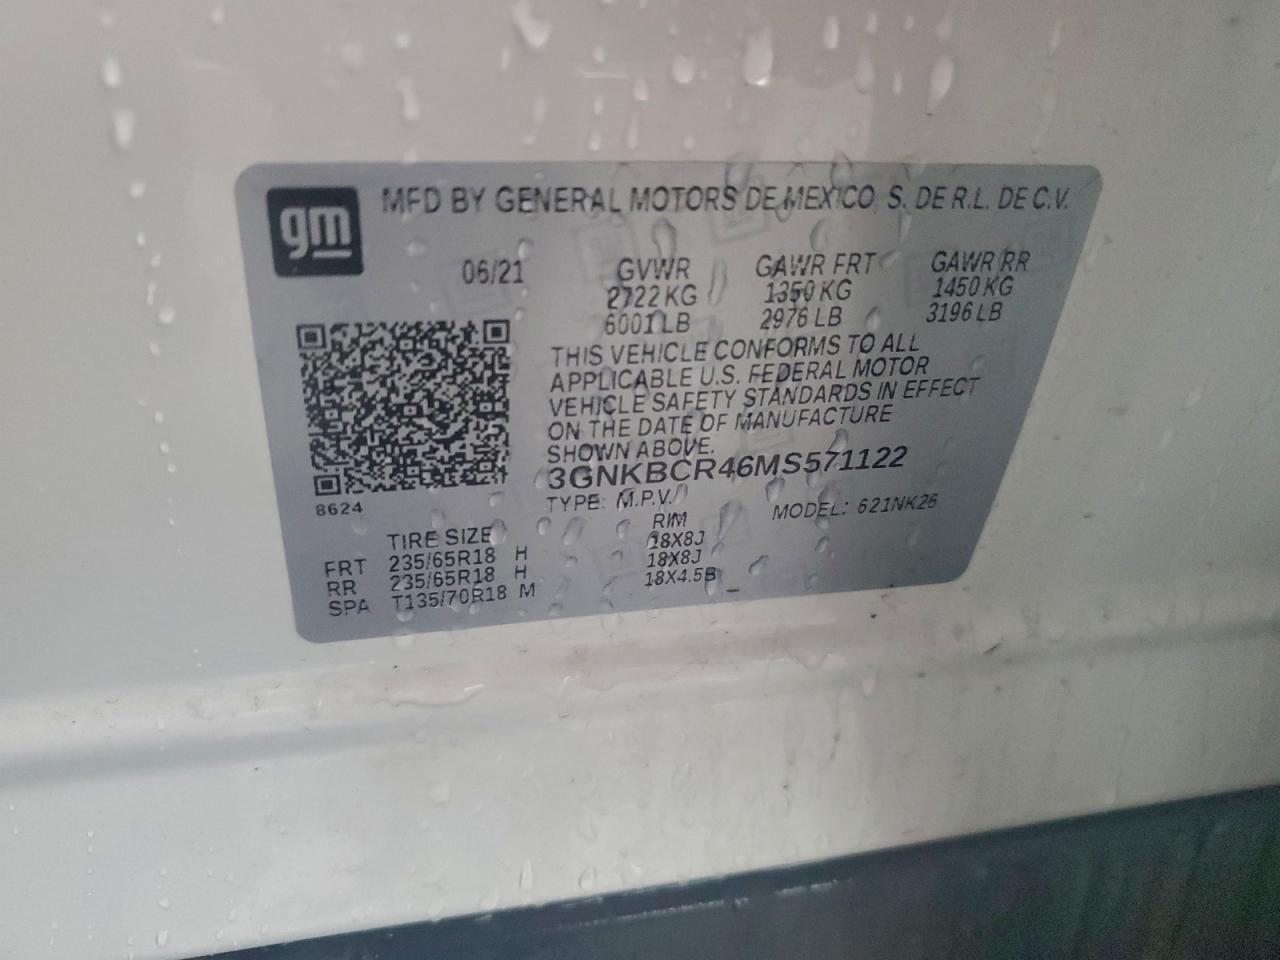 gm MFD BY GENERAL MOTORS DE MEXICO, S. DE R.L. DE C.V.
06/21 GVWR GAWR FRT GAWR RR
2722 KG 1350 KG 1450 KG
6001 LB 2976 LB 3196 LB
THIS VEHICLE CONFORMS TO ALL
APPLICABLE U.S. FEDERAL MOTOR
VEHICLE SAFETY STANDARDS IN EFFECT
ON THE DATE OF MANUFACTURE
SHOWN ABOVE.
3GNKBCR46MS571122
8624 TYPE: M.P.V. MODEL: 621NK26
TIRE SIZE RIM
FRT 235/65R18 H 18X8J
RR 235/65R18 H 18X8J
SPA T135/70R18 M 18X4.5B _